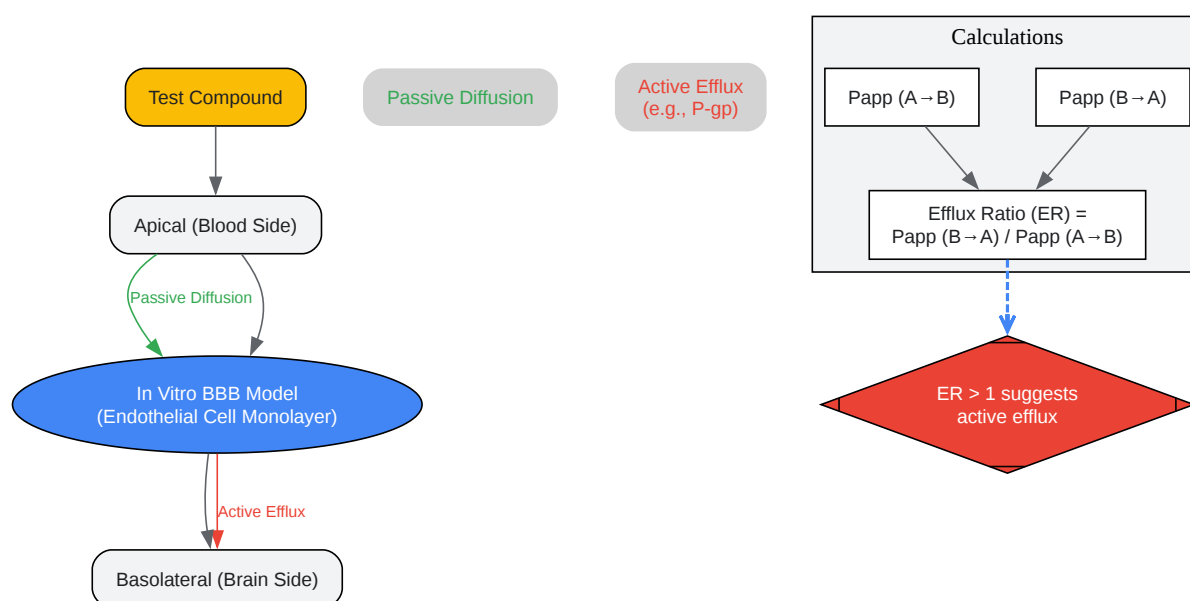 Calculations
Test Compound
Passive Diffusion
Active Efflux
(e.g., P-gp)
Papp (A→B)
Papp (B→A)
Apical (Blood Side)
Efflux Ratio (ER) =
Papp (B→A) / Papp (A→B)
Passive Diffusion
In Vitro BBB Model
(Endothelial Cell Monolayer)
ER > 1 suggests
active efflux
Active Efflux
Basolateral (Brain Side)